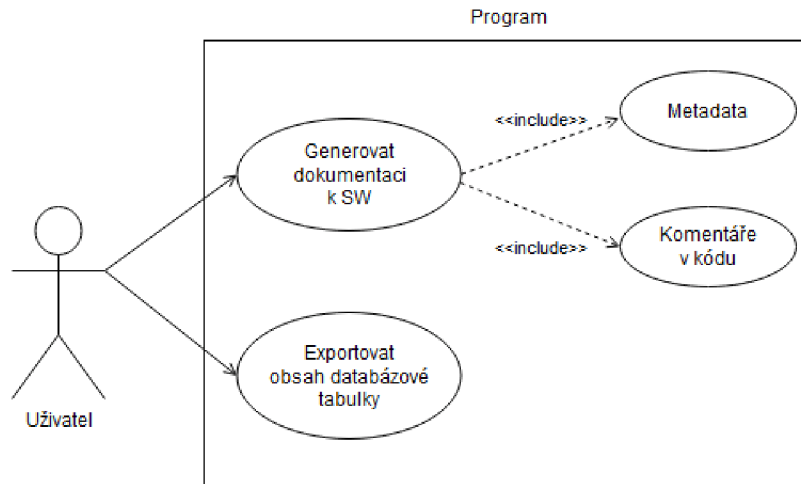 Program
<<include>>
Metadata
Generovat
dokumentaci
k SW
<<include>>
Komentáře
v kódu
Exportovat
obsah databázové
tabulky
Uživatel